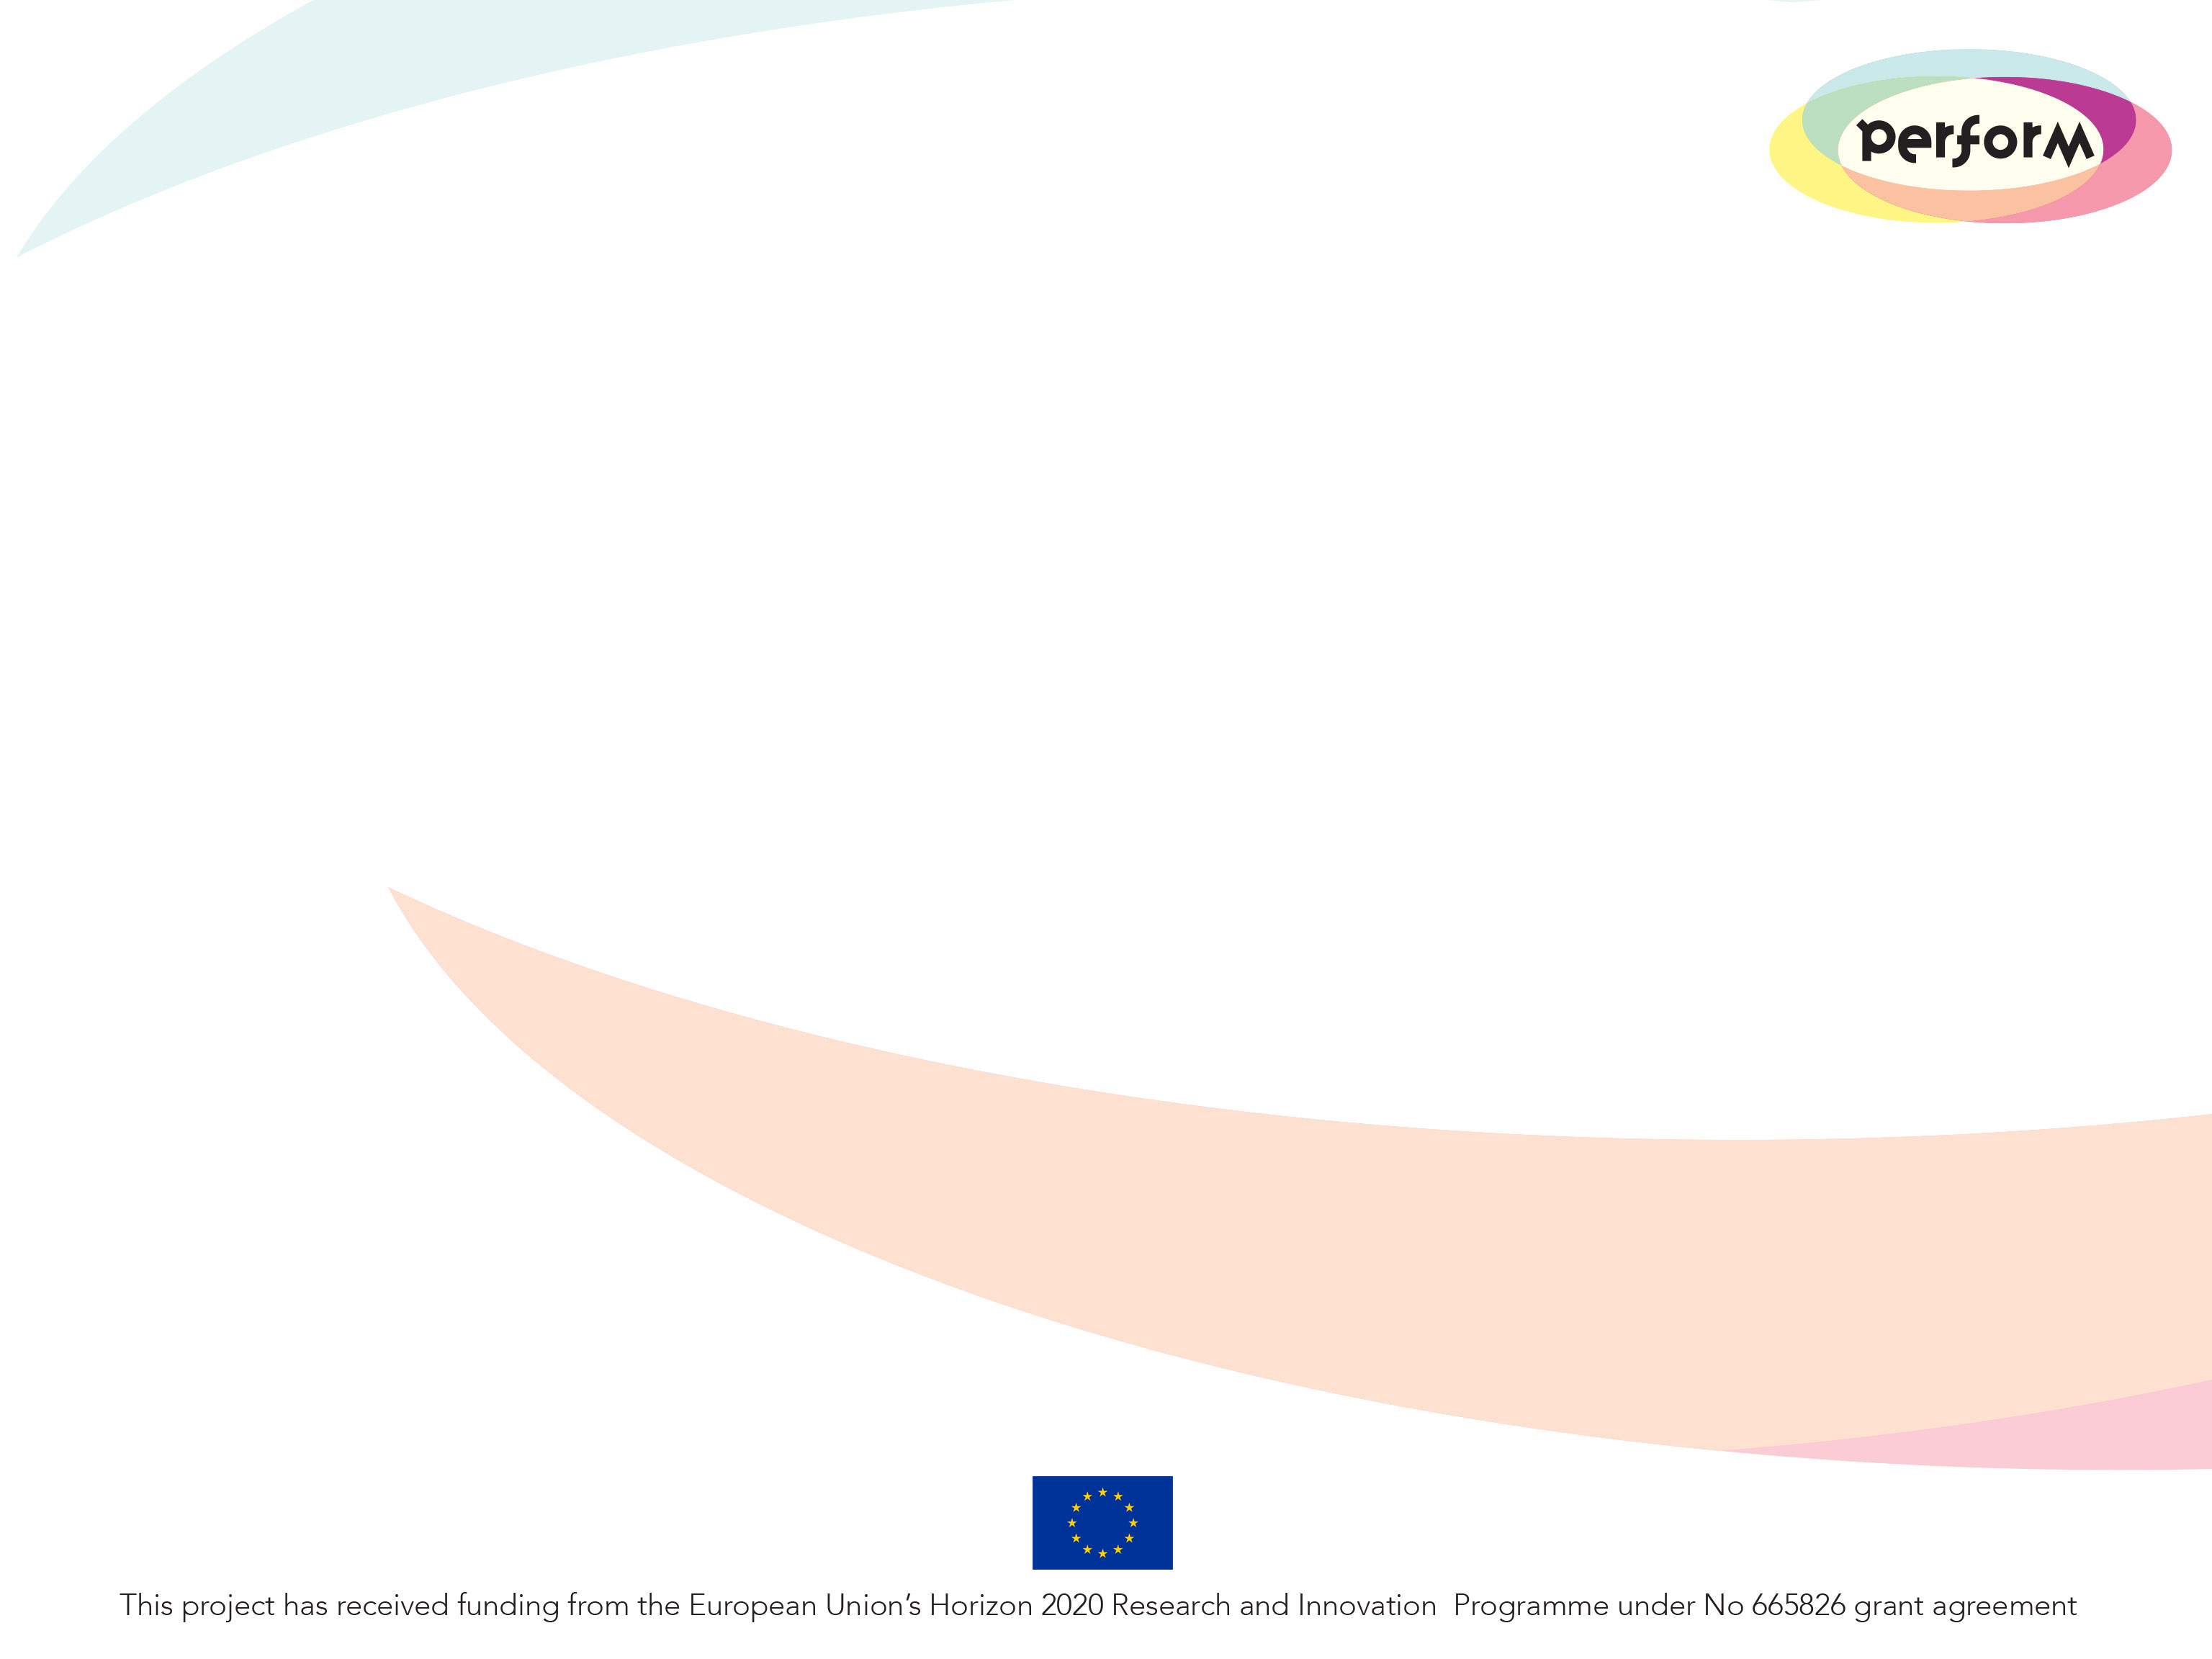 perform
This project has received funding from the European Union’s Horizon 2020 Research and Innovation  Programme under No 665826 grant agreement